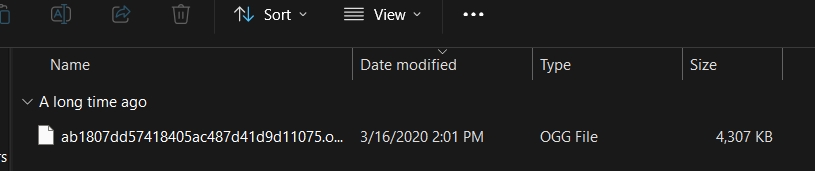 Sort View ...
Name Date modified Type Size
A long time ago
ab1807dd57418405ac487d41d9d11075.o... 3/16/2020 2:01 PM OGG File 4,307 KB
rs